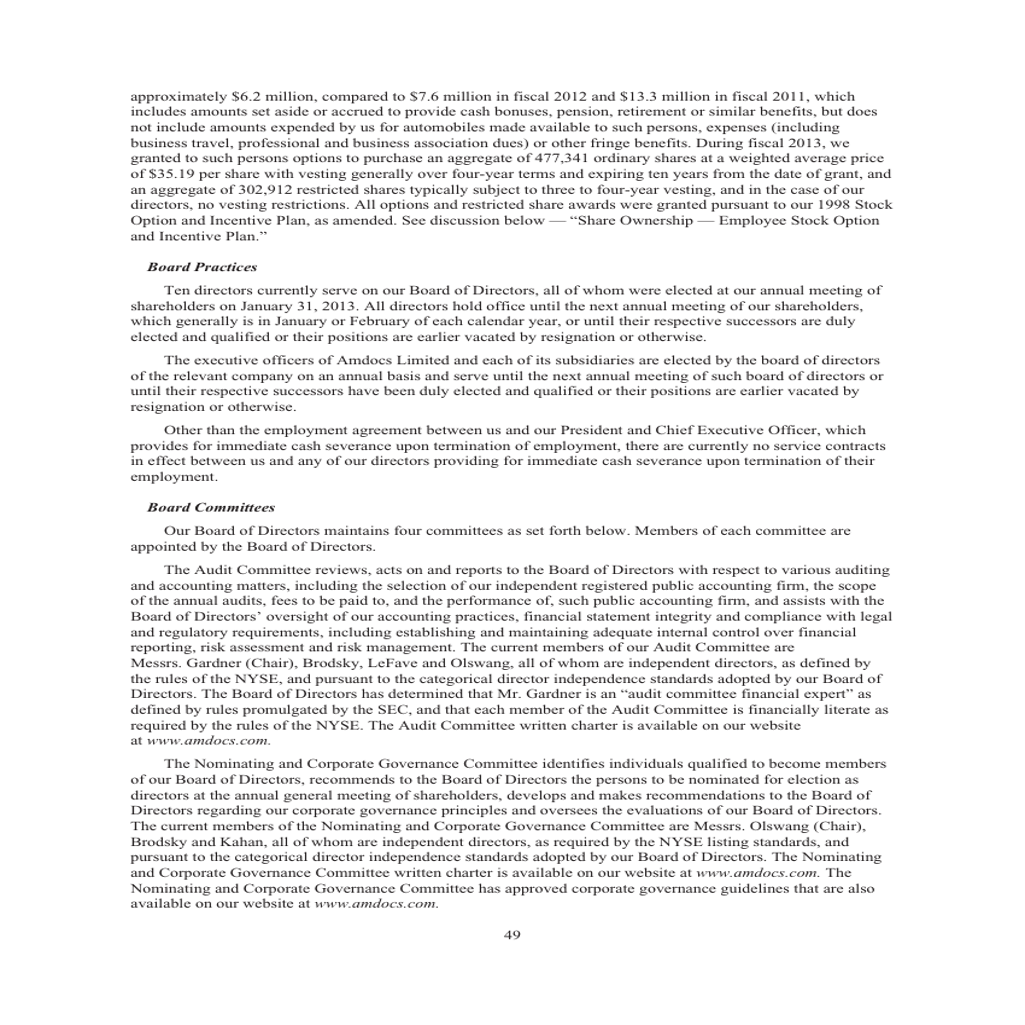 approximately $6.2 million, compared to $7.6 million in fiscal 2012 and $13.3 million in fiscal 2011, which
includes amounts set aside or accrued to provide cash bonuses, pension, retirement or similar benefits, but does
not include amounts expended by us for automobiles made available to such persons, expenses (including
business travel, professional and business association dues) or other fringe benefits. During fiscal 2013, we
granted to such persons options to purchase an aggregate of 477,341 ordinary shares at a weighted average price
of $35.19 per share with vesting generally over four-year terms and expiring ten years from the date of grant, and
an aggregate of 302,912 restricted shares typically subject to three to four-year vesting, and in the case of our
directors, no vesting restrictions. All options and restricted share awards were granted pursuant to our 1998 Stock
Option and Incentive Plan, as amended. See discussion below — “Share Ownership — Employee Stock Option
and Incentive Plan.”
Board Practices
Ten directors currently serve on our Board of Directors, all of whom were elected at our annual meeting of
shareholders on January 31, 2013. All directors hold office until the next annual meeting of our shareholders,
which generally is in January or February of each calendar year, or until their respective successors are duly
elected and qualified or their positions are earlier vacated by resignation or otherwise.
The executive officers of Amdocs Limited and each of its subsidiaries are elected by the board of directors
of the relevant company on an annual basis and serve until the next annual meeting of such board of directors or
until their respective successors have been duly elected and qualified or their positions are earlier vacated by
resignation or otherwise.
Other than the employment agreement between us and our President and Chief Executive Officer, which
provides for immediate cash severance upon termination of employment, there are currently no service contracts
in effect between us and any of our directors providing for immediate cash severance upon termination of their
employment.
Board Committees
Our Board of Directors maintains four committees as set forth below. Members of each committee are
appointed by the Board of Directors.
The Audit Committee reviews, acts on and reports to the Board of Directors with respect to various auditing
and accounting matters, including the selection of our independent registered public accounting firm, the scope
of the annual audits, fees to be paid to, and the performance of, such public accounting firm, and assists with the
Board of Directors’ oversight of our accounting practices, financial statement integrity and compliance with legal
and regulatory requirements, including establishing and maintaining adequate internal control over financial
reporting, risk assessment and risk management. The current members of our Audit Committee are
Messrs. Gardner (Chair), Brodsky, LeFave and Olswang, all of whom are independent directors, as defined by
the rules of the NYSE, and pursuant to the categorical director independence standards adopted by our Board of
Directors. The Board of Directors has determined that Mr. Gardner is an “audit committee financial expert” as
defined by rules promulgated by the SEC, and that each member of the Audit Committee is financially literate as
required by the rules of the NYSE. The Audit Committee written charter is available on our website
at www.amdocs.com.
The Nominating and Corporate Governance Committee identifies individuals qualified to become members
of our Board of Directors, recommends to the Board of Directors the persons to be nominated for election as
directors at the annual general meeting of shareholders, develops and makes recommendations to the Board of
Directors regarding our corporate governance principles and oversees the evaluations of our Board of Directors.
The current members of the Nominating and Corporate Governance Committee are Messrs. Olswang (Chair),
Brodsky and Kahan, all of whom are independent directors, as required by the NYSE listing standards, and
pursuant to the categorical director independence standards adopted by our Board of Directors. The Nominating
and Corporate Governance Committee written charter is available on our website at www.amdocs.com. The
Nominating and Corporate Governance Committee has approved corporate governance guidelines that are also
available on our website at www.amdocs.com.
49